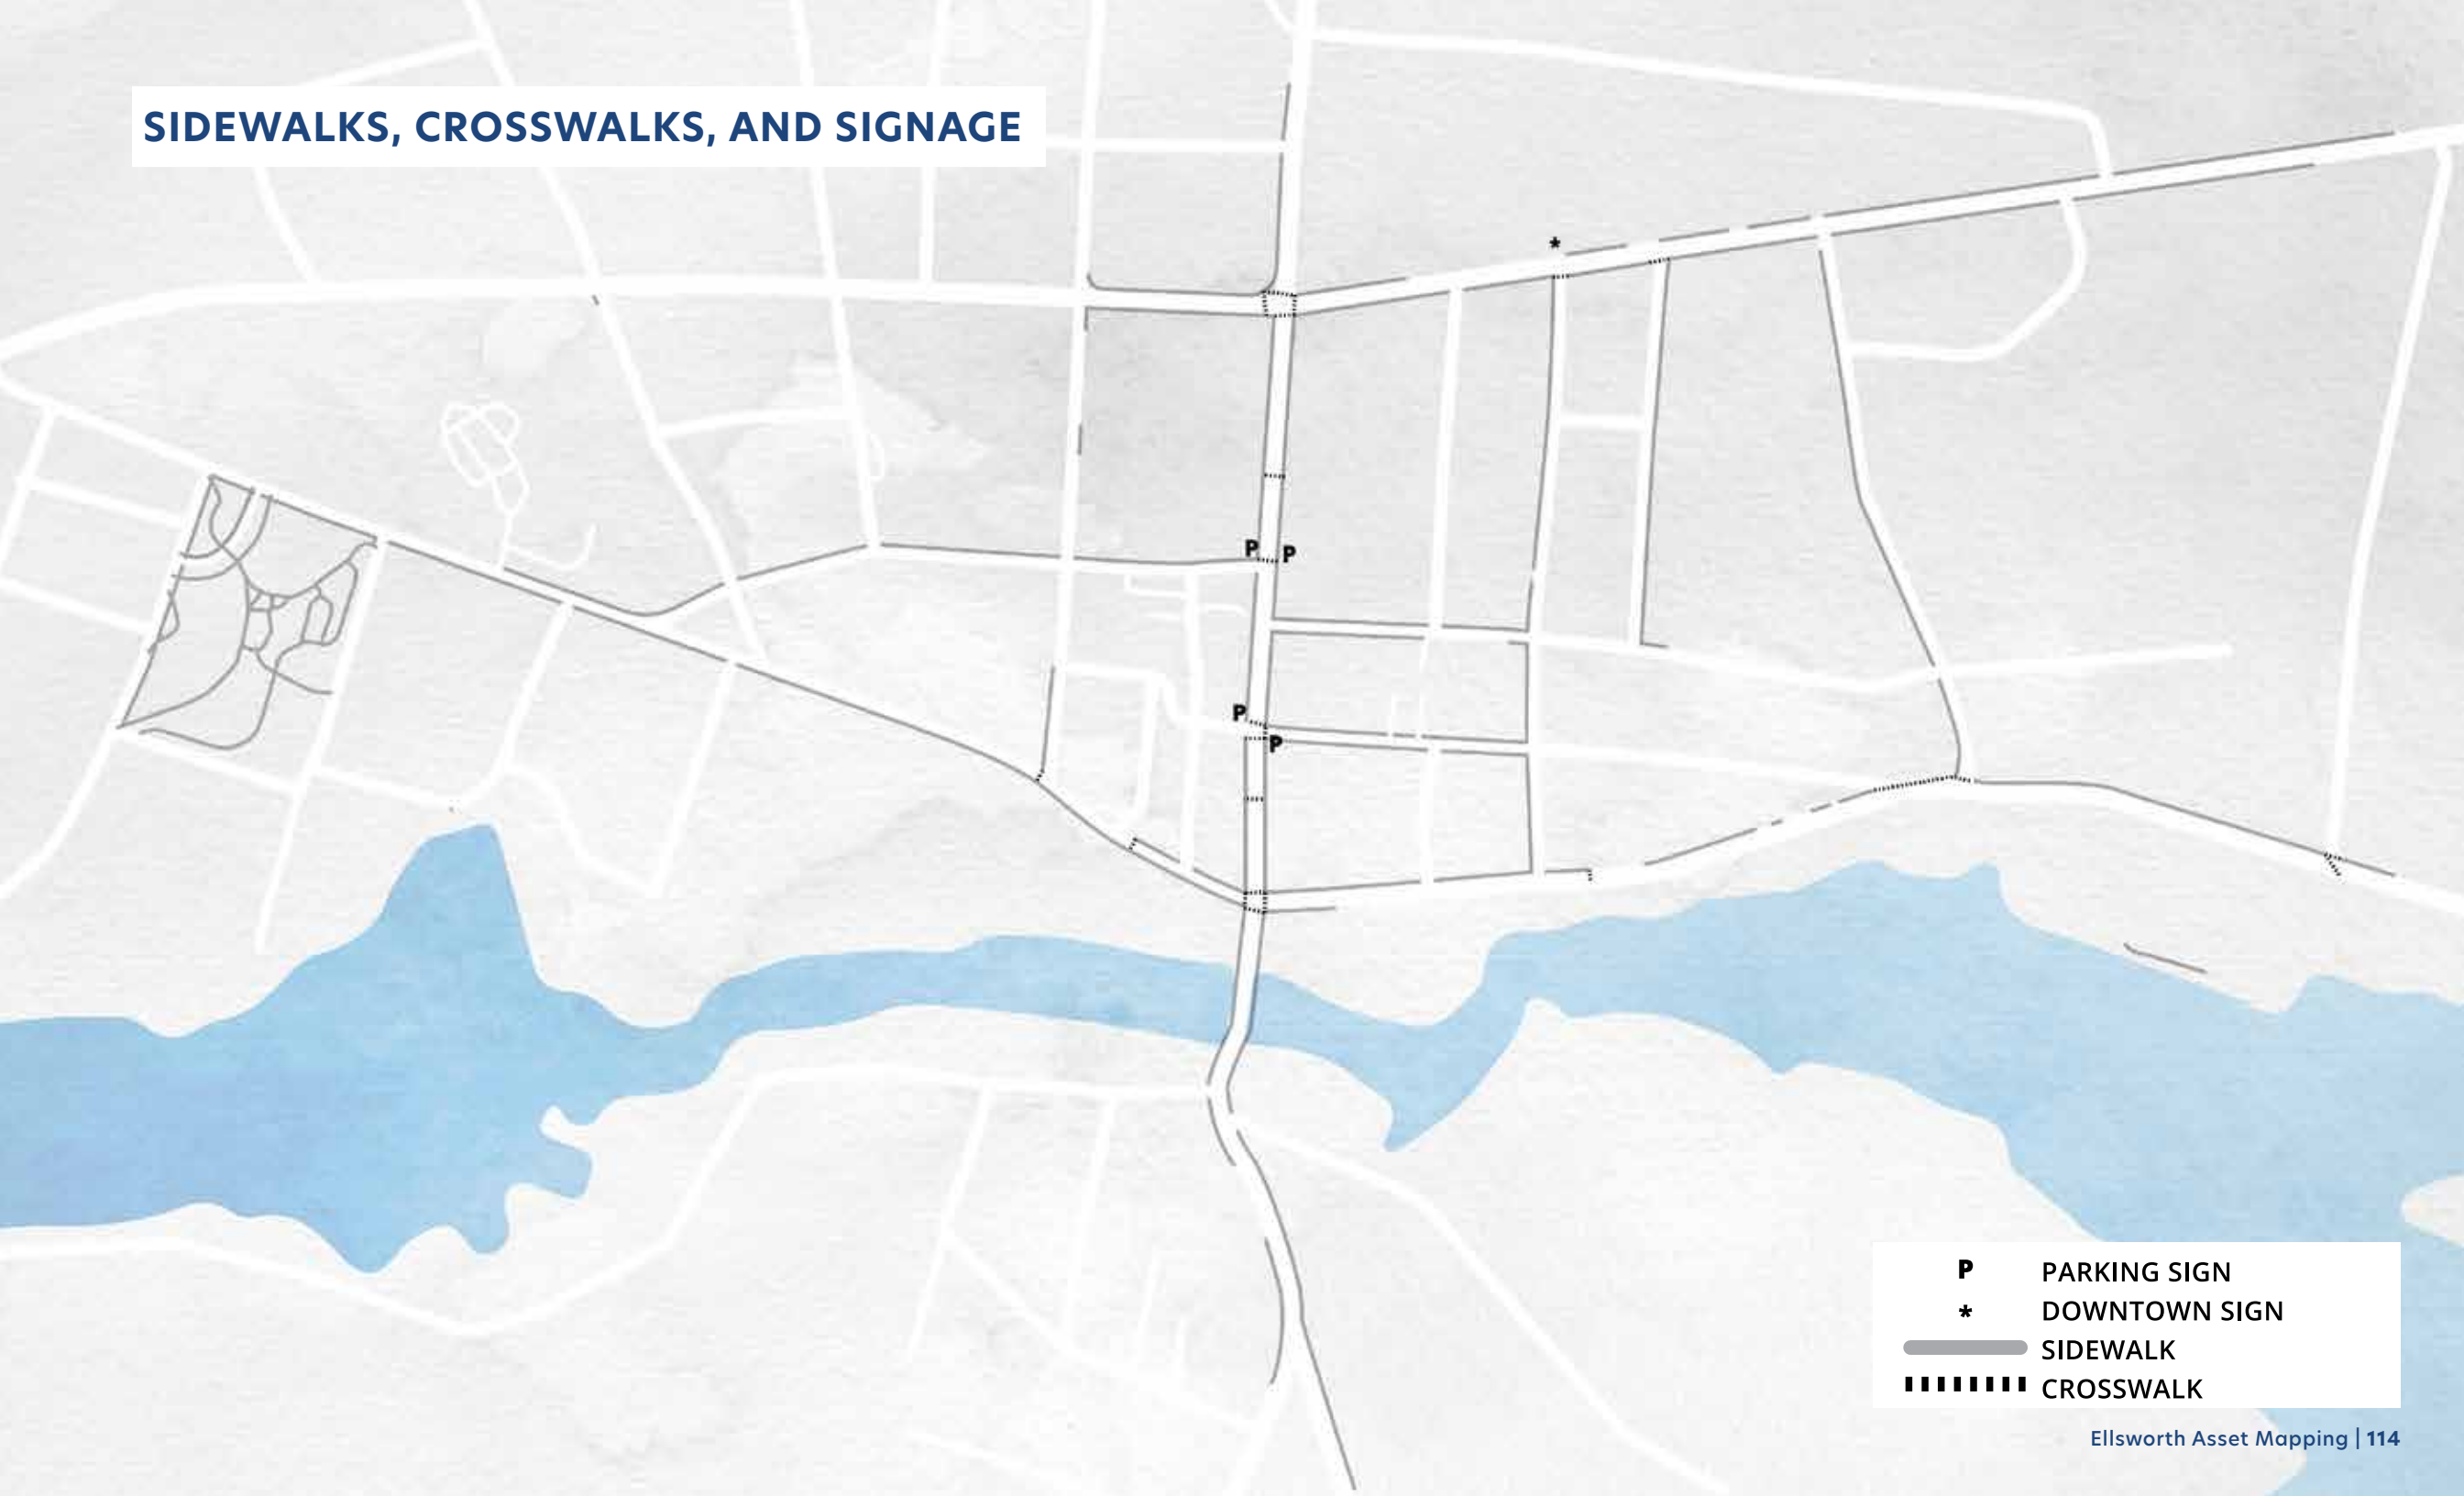 SIDEWALKS, CROSSWALKS, AND SIGNAGE
*
P P
P
P
P PARKING SIGN
* DOWNTOWN SIGN
SIDEWALK
CROSSWALK
Ellsworth Asset Mapping | 114